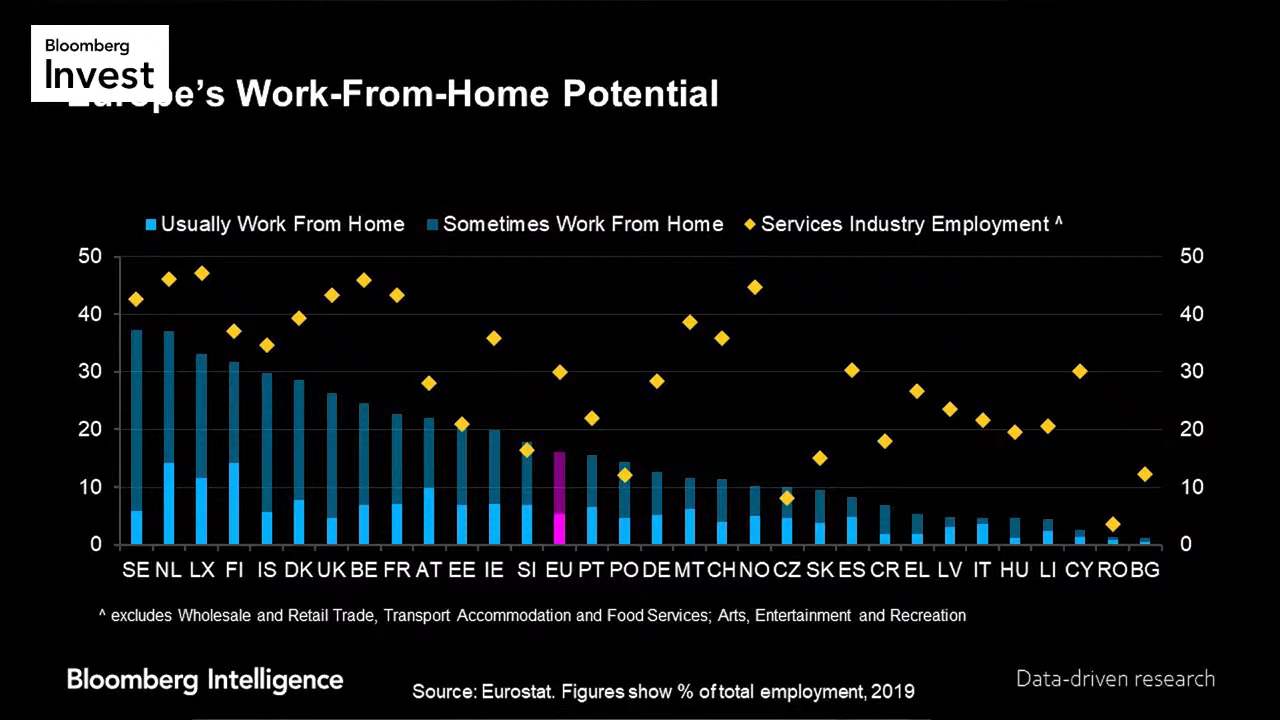 Bloomberg
Invest
Europe's Work-From-Home Potential
Usually Work From Home Sometimes Work From Home Services Industry Employment ^
50 50
40 40
30 30
20 20
10 10
0 0
SE NL LX FI IS DK UK BE FR AT EE IE SI EU PT PO DE MT CH NO CZ SK ES CR EL LV IT HU LI CY RO BG
^ excludes Wholesale and Retail Trade, Transport Accommodation and Food Services; Arts, Entertainment and Recreation
Bloomberg Intelligence
Source: Eurostat. Figures show % of total employment, 2019
Data-driven research